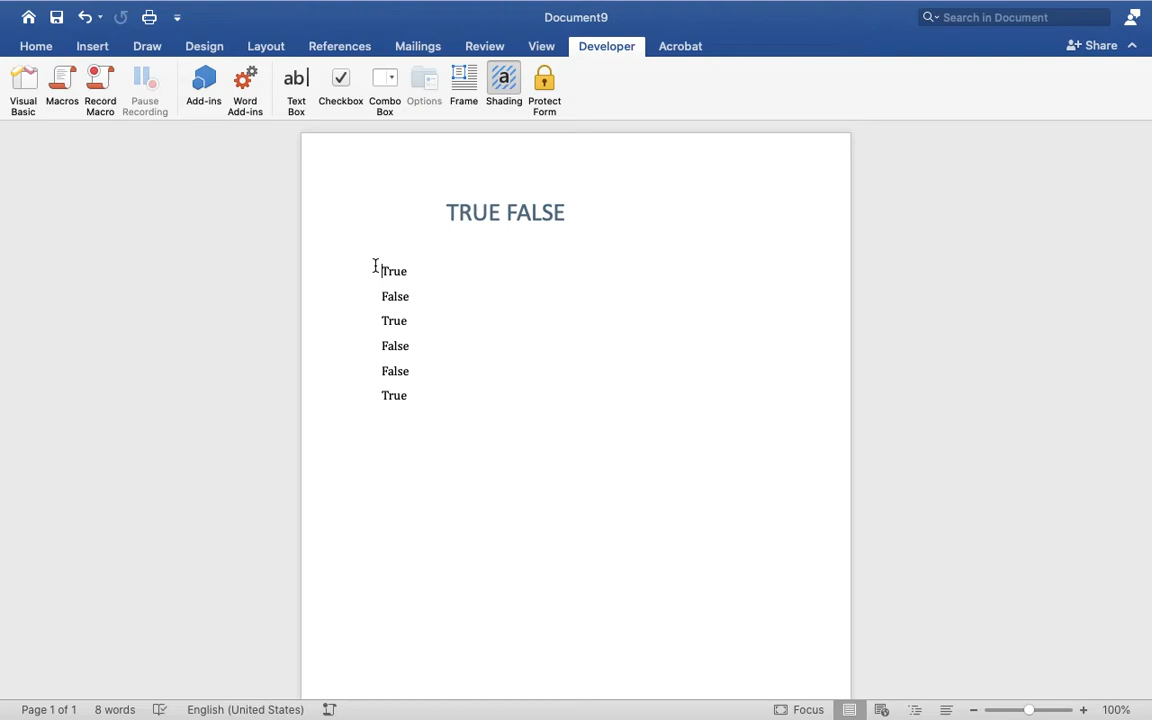 Document9
Search in Document
Home Insert Draw Design Layout References Mailings Review View Developer Acrobat Share
Visual Basic Macros Record Macro Pause Recording Add-ins Word Add-ins ab| Text Box Checkbox Combo Box Options Frame a Shading Protect Form
TRUE FALSE
True
False
True
False
False
True
Page 1 of 1 8 words English (United States) Focus 100%